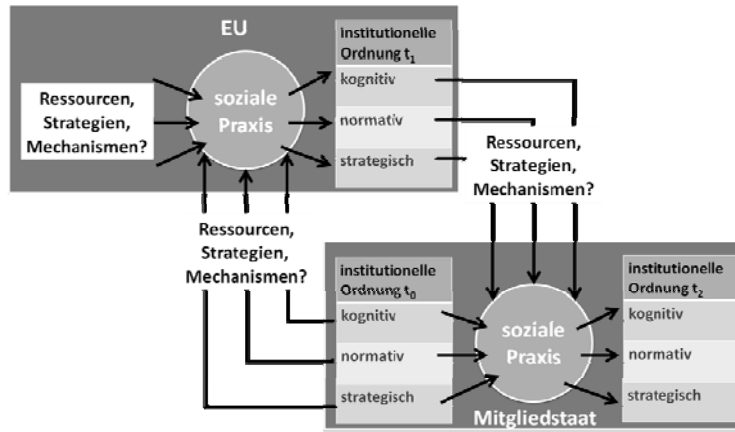 EU
institutionelle
Ordnung t₁
kognitiv
normativ
strategisch
Ressourcen,
Strategien,
Mechanismen?
soziale
Praxis
Ressourcen,
Strategien,
Mechanismen?
Ressourcen,
Strategien,
Mechanismen?
institutionelle
Ordnung t₀
kognitiv
normativ
strategisch
soziale
Praxis
Mitgliedstaat
institutionelle
Ordnung t₂
kognitiv
normativ
strategisch